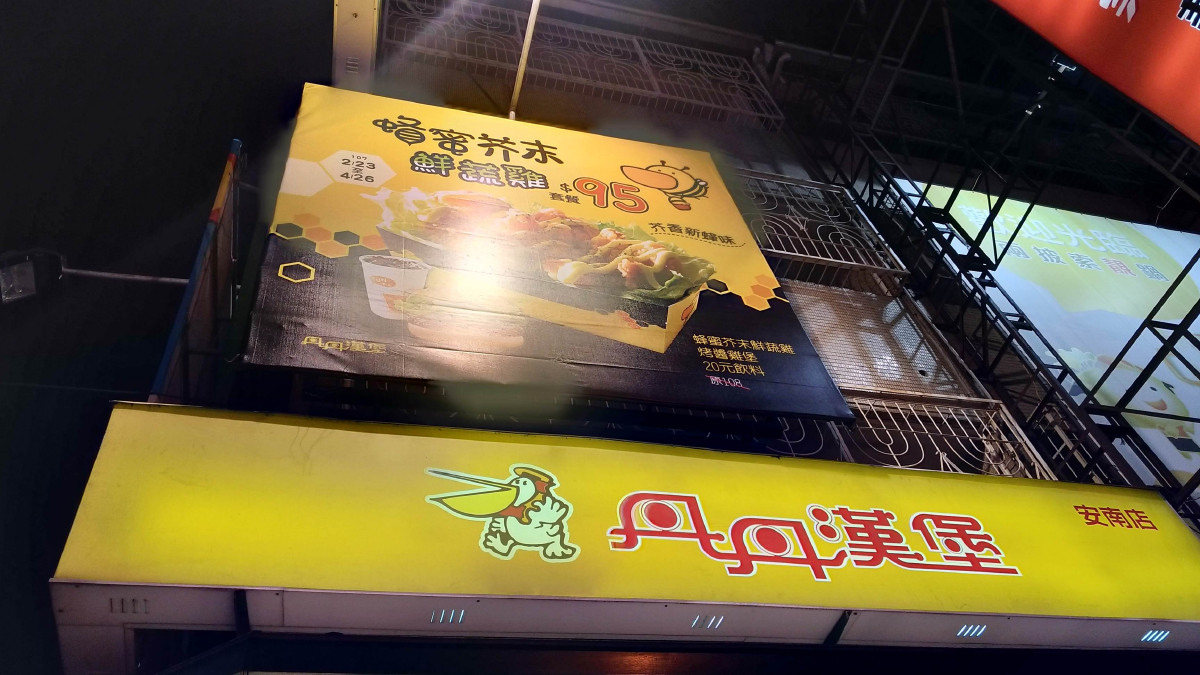 蜂蜜芥末
鮮蔬雞
套餐 $95
107
2/23
至
4/26
芥香新蜂味
蜂蜜芥末鮮蔬雞
烤醬雞堡
20元飲料
原108
丹丹漢堡
丹丹漢堡
安南店